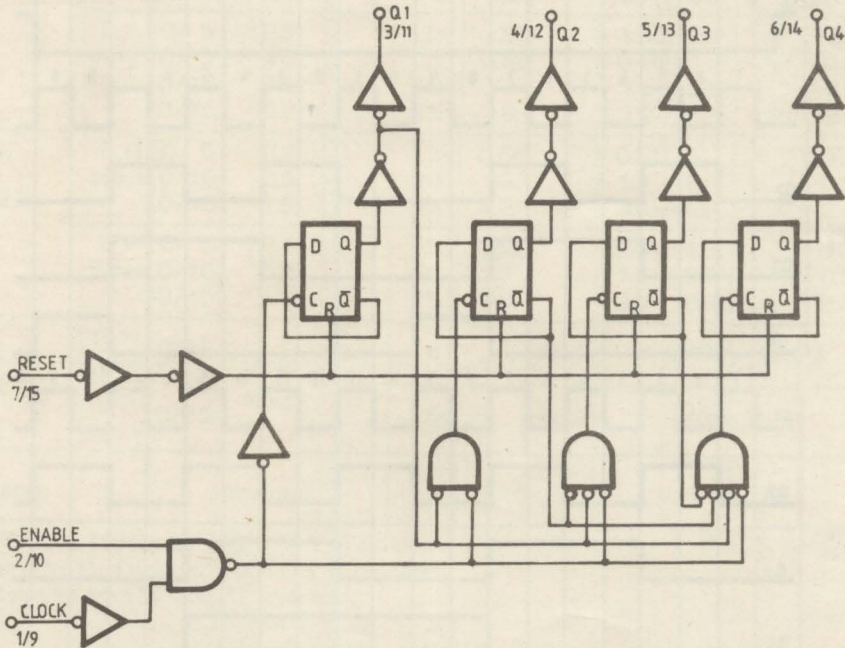 Q1
3/11
4/12 Q2
5/13 Q3
6/14 Q4
D Q
C Q̅
R
D Q
C Q̅
R
D Q
C Q̅
R
D Q
C Q̅
R
RESET
7/15
ENABLE
2/10
CLOCK
1/9